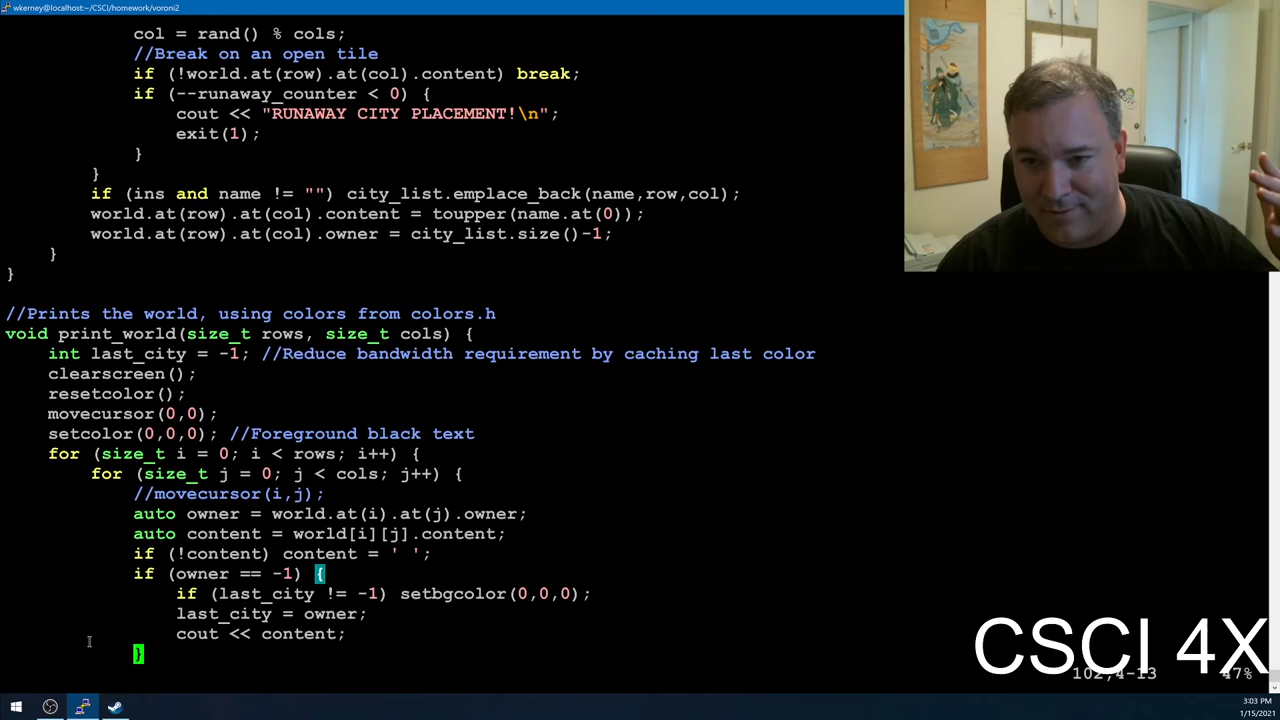 wkerney@localhost:~/CSCI/homework/voroni2
col = rand() % cols;
//Break on an open tile
if (!world.at(row).at(col).content) break;
if (--runaway_counter < 0) {
cout << "RUNAWAY CITY PLACEMENT!\n";
exit(1);
}
}
if (ins and name != "") city_list.emplace_back(name,row,col);
world.at(row).at(col).content = toupper(name.at(0));
world.at(row).at(col).owner = city_list.size()-1;
}
}
//Prints the world, using colors from colors.h
void print_world(size_t rows, size_t cols) {
int last_city = -1; //Reduce bandwidth requirement by caching last color
clearscreen();
resetcolor();
movecursor(0,0);
setcolor(0,0,0); //Foreground black text
for (size_t i = 0; i < rows; i++) {
for (size_t j = 0; j < cols; j++) {
//movecursor(i,j);
auto owner = world.at(i).at(j).owner;
auto content = world[i][j].content;
if (!content) content = ' ';
if (owner == -1) {
if (last_city != -1) setbgcolor(0,0,0);
last_city = owner;
cout << content;
}
CSCI 4X
102,4-13 47%
3:03 PM
1/15/2021